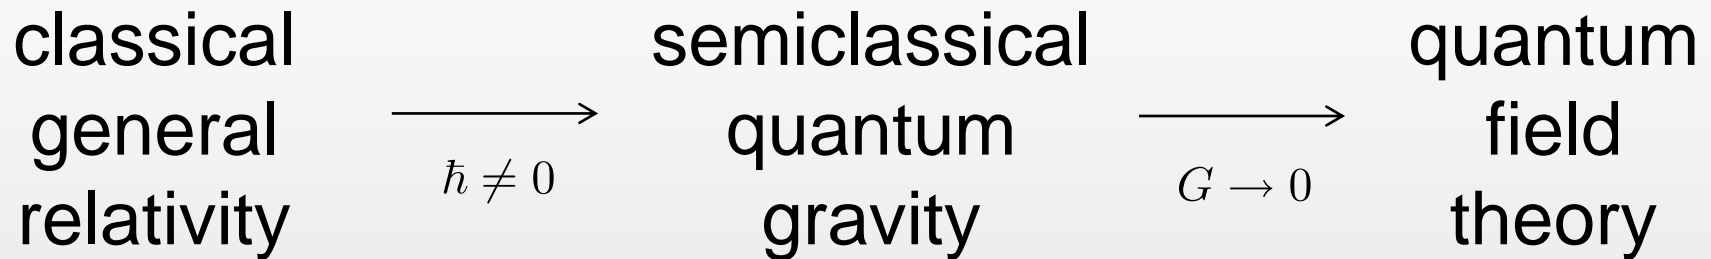 classical
general
relativity
ℏ ≠ 0
semiclassical
quantum
gravity
G → 0
quantum
field
theory